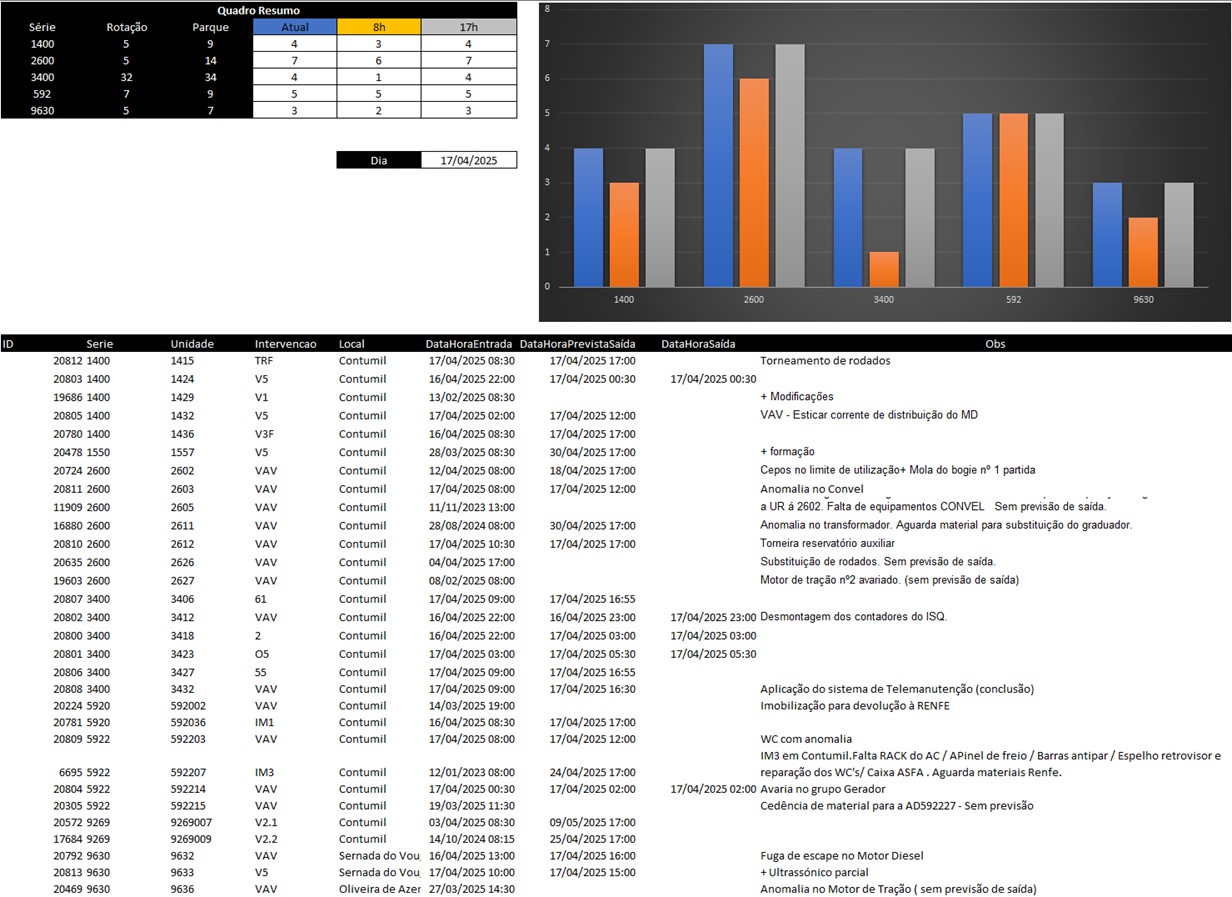 Quadro Resumo
Série Rotação Parque Atual 8h 17h
1400 5 9 4 3 4
2600 5 14 7 6 7
3400 32 34 4 1 4
592 7 9 5 5 5
9630 5 7 3 2 3
Dia 17/04/2025
8
7
6
5
4
3
2
1
0
1400 2600 3400 592 9630
ID Serie Unidade Intervencao Local DataHoraEntrada DataHoraPrevistaSaída DataHoraSaída Obs
20812 1400 1415 TRF Contumil 17/04/2025 08:30 17/04/2025 17:00 Torneamento de rodados
20803 1400 1424 V5 Contumil 16/04/2025 22:00 17/04/2025 00:30 17/04/2025 00:30
19686 1400 1429 V1 Contumil 13/02/2025 08:30 + Modificações
20805 1400 1432 V5 Contumil 17/04/2025 02:00 17/04/2025 12:00 VAV - Esticar corrente de distribuição do MD
20780 1400 1436 V3F Contumil 16/04/2025 08:30 17/04/2025 17:00
20478 1550 1557 V5 Contumil 28/03/2025 08:30 30/04/2025 17:00 + formação
20724 2600 2602 VAV Contumil 12/04/2025 08:00 18/04/2025 17:00 Cepos no limite de utilização+ Mola do bogie nº 1 partida
20811 2600 2603 VAV Contumil 17/04/2025 08:00 17/04/2025 12:00 Anomalia no Convel
11909 2600 2605 VAV Contumil 11/11/2023 13:00 a UR á 2602. Falta de equipamentos CONVEL Sem previsão de saída.
16880 2600 2611 VAV Contumil 28/08/2024 08:00 30/04/2025 17:00 Anomalia no transformador. Aguarda material para substituição do graduador.
20810 2600 2612 VAV Contumil 17/04/2025 10:30 17/04/2025 17:00 Torneira reservatório auxiliar
20635 2600 2626 VAV Contumil 04/04/2025 17:00 Substituição de rodados. Sem previsão de saída.
19603 2600 2627 VAV Contumil 08/02/2025 08:00 Motor de tração nº2 avariado. (sem previsão de saída)
20807 3400 3406 61 Contumil 17/04/2025 09:00 17/04/2025 16:55
20802 3400 3412 VAV Contumil 16/04/2025 22:00 16/04/2025 23:00 17/04/2025 23:00 Desmontagem dos contadores do ISQ.
20800 3400 3418 2 Contumil 16/04/2025 22:00 17/04/2025 03:00 17/04/2025 03:00
20801 3400 3423 O5 Contumil 17/04/2025 03:00 17/04/2025 05:30 17/04/2025 05:30
20806 3400 3427 55 Contumil 17/04/2025 09:00 17/04/2025 16:55
20808 3400 3432 VAV Contumil 17/04/2025 09:00 17/04/2025 16:30 Aplicação do sistema de Telemanutenção (conclusão)
20224 5920 592002 VAV Contumil 14/03/2025 19:00 Imobilização para devolução à RENFE
20781 5920 592036 IM1 Contumil 16/04/2025 08:30 17/04/2025 17:00
20809 5922 592203 VAV Contumil 17/04/2025 08:00 17/04/2025 12:00 WC com anomalia
IM3 em Contumil.Falta RACK do AC / APinel de freio / Barras antipar / Espelho retrovisor e
6695 5922 592207 IM3 Contumil 12/01/2023 08:00 24/04/2025 17:00 reparação dos WC's/ Caixa ASFA . Aguarda materiais Renfe.
20804 5922 592214 VAV Contumil 17/04/2025 00:30 17/04/2025 02:00 17/04/2025 02:00 Avaria no grupo Gerador
20305 5922 592215 VAV Contumil 19/03/2025 11:30 Cedência de material para a AD592227 - Sem previsão
20572 9269 9269007 V2.1 Contumil 03/04/2025 08:30 09/05/2025 17:00
17684 9269 9269009 V2.2 Contumil 14/10/2024 08:15 25/04/2025 17:00
20792 9630 9632 VAV Sernada do Vou 16/04/2025 13:00 17/04/2025 16:00 Fuga de escape no Motor Diesel
20813 9630 9633 V5 Sernada do Vou 17/04/2025 10:00 17/04/2025 15:00 + Ultrassónico parcial
20469 9630 9636 VAV Oliveira de Azer 27/03/2025 14:30 Anomalia no Motor de Tração ( sem previsão de saída)